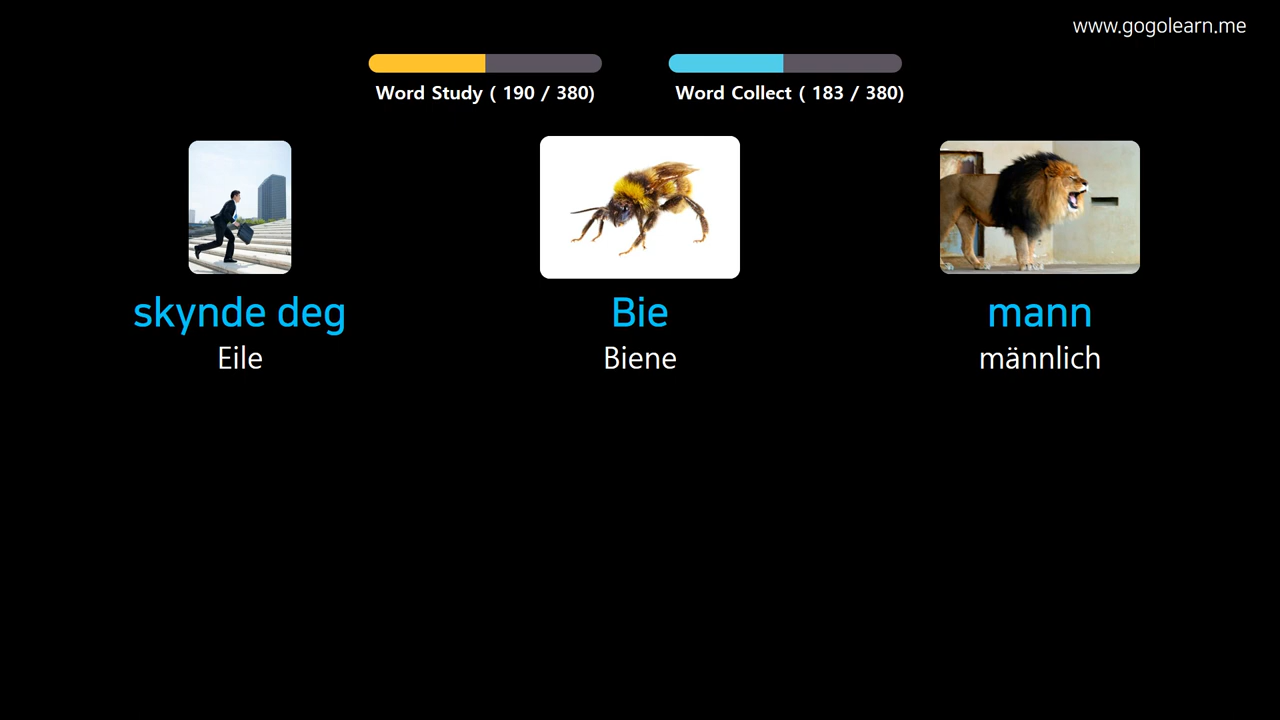 www.gogolearn.me
Word Study ( 190 / 380)
Word Collect ( 183 / 380)
skynde deg
Eile
Bie
Biene
mann
männlich